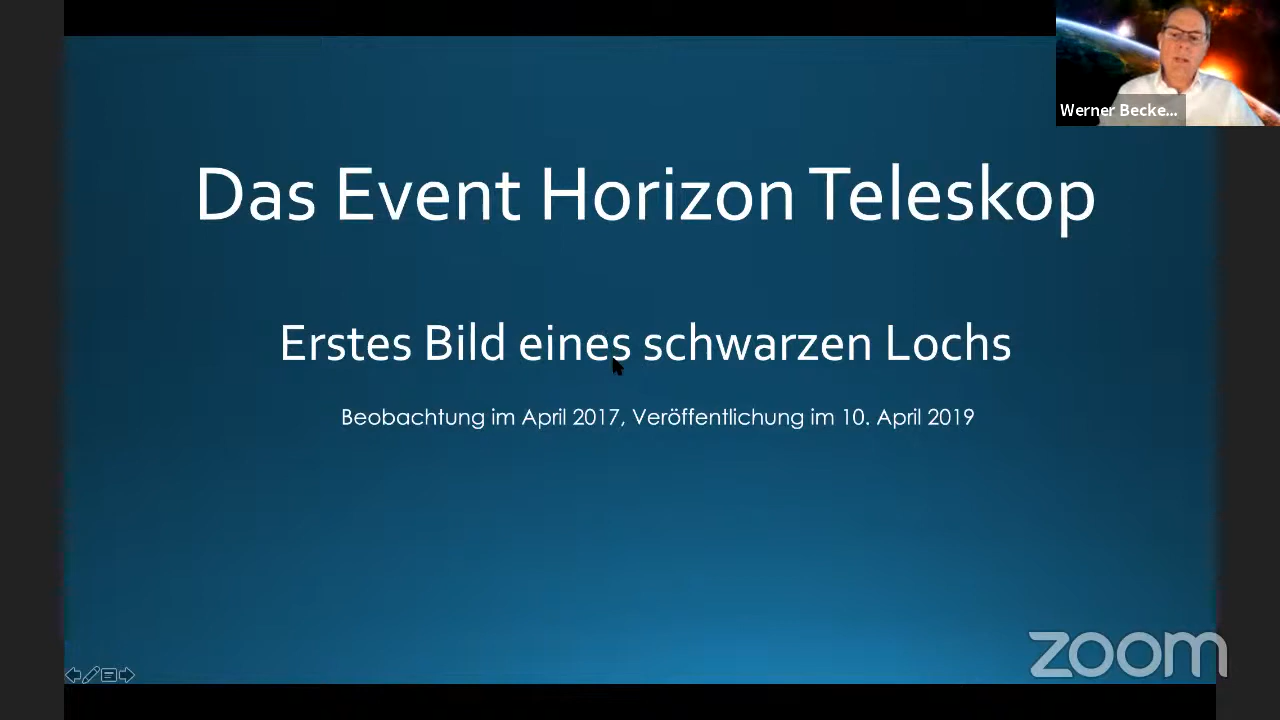 Werner Becke...
Das Event Horizon Teleskop
Erstes Bild eines schwarzen Lochs
Beobachtung im April 2017, Veröffentlichung im 10. April 2019
zoom